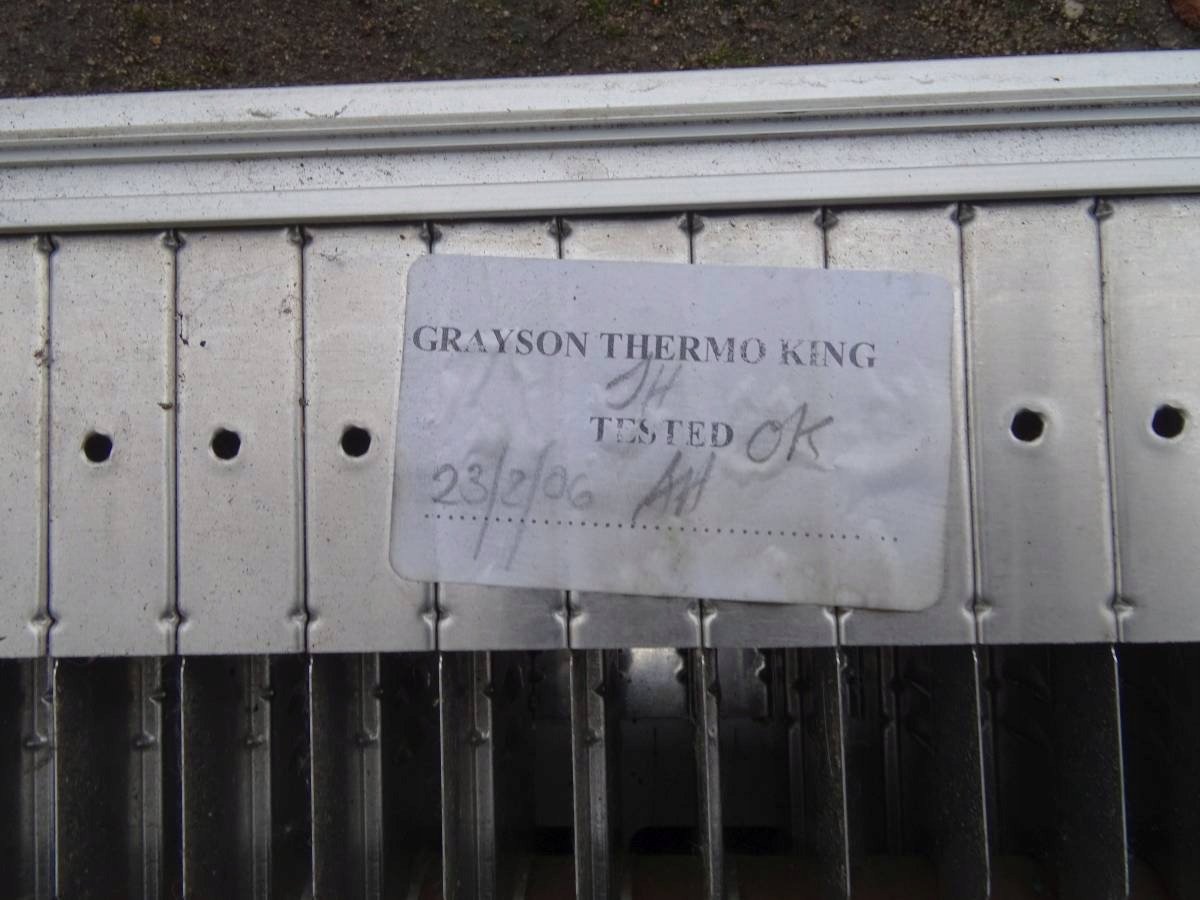 GRAYSON THERMO KING
JH
TESTED OK
23/2/06 AH